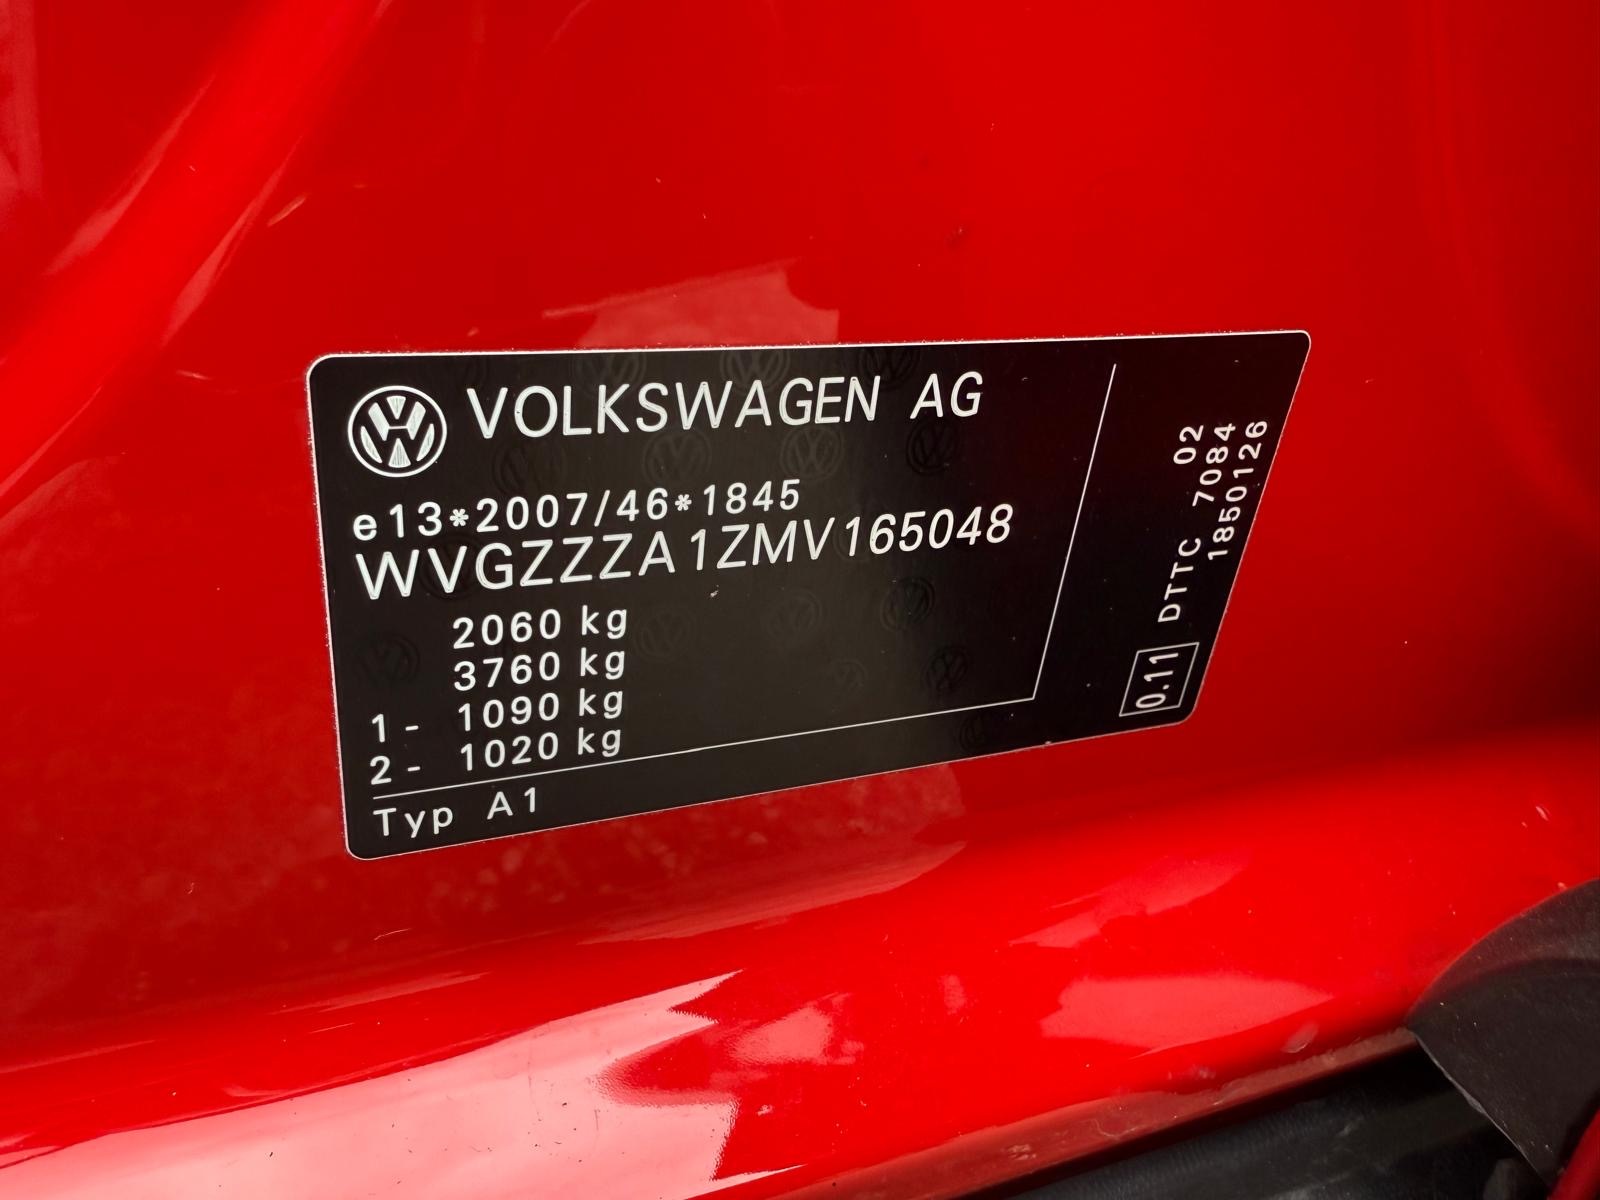 VOLKSWAGEN AG
e13*2007/46*1845
WVGZZZA1ZMV165048
2060 kg
3760 kg
1 - 1090 kg
2 - 1020 kg
Typ A1
0.11 DTTC 7084 02
1850126